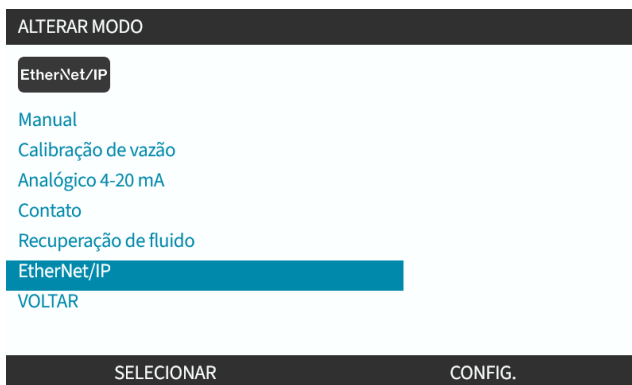 ALTERAR MODO
EtherNet/IP
Manual
Calibração de vazão
Analógico 4-20 mA
Contato
Recuperação de fluido
EtherNet/IP
VOLTAR
SELECIONAR CONFIG.